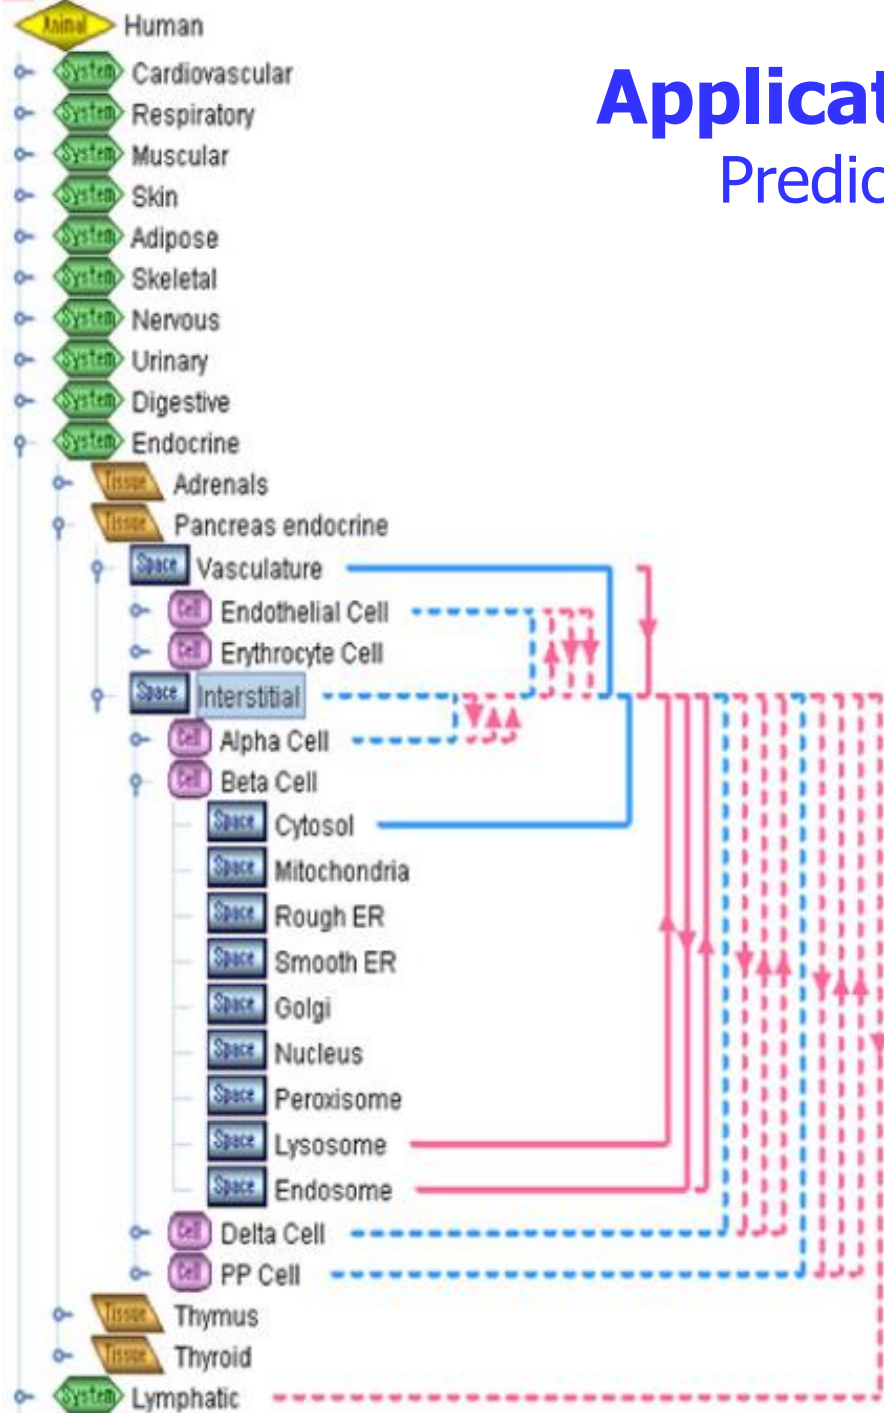 Animal Human
System Cardiovascular
Applicat
System Respiratory
System Muscular
Predic
System Skin
System Adipose
System Skeletal
System Nervous
System Urinary
System Digestive
System Endocrine
Tissue Adrenals
Tissue Pancreas endocrine
Space Vasculature
Cell Endothelial Cell
Cell Erythrocyte Cell
Space Interstitial
Cell Alpha Cell
Cell Beta Cell
Space Cytosol
Space Mitochondria
Space Rough ER
Space Smooth ER
Space Golgi
Space Nucleus
Space Peroxisome
Space Lysosome
Space Endosome
Cell Delta Cell
Cell PP Cell
Tissue Thymus
Tissue Thyroid
System Lymphatic